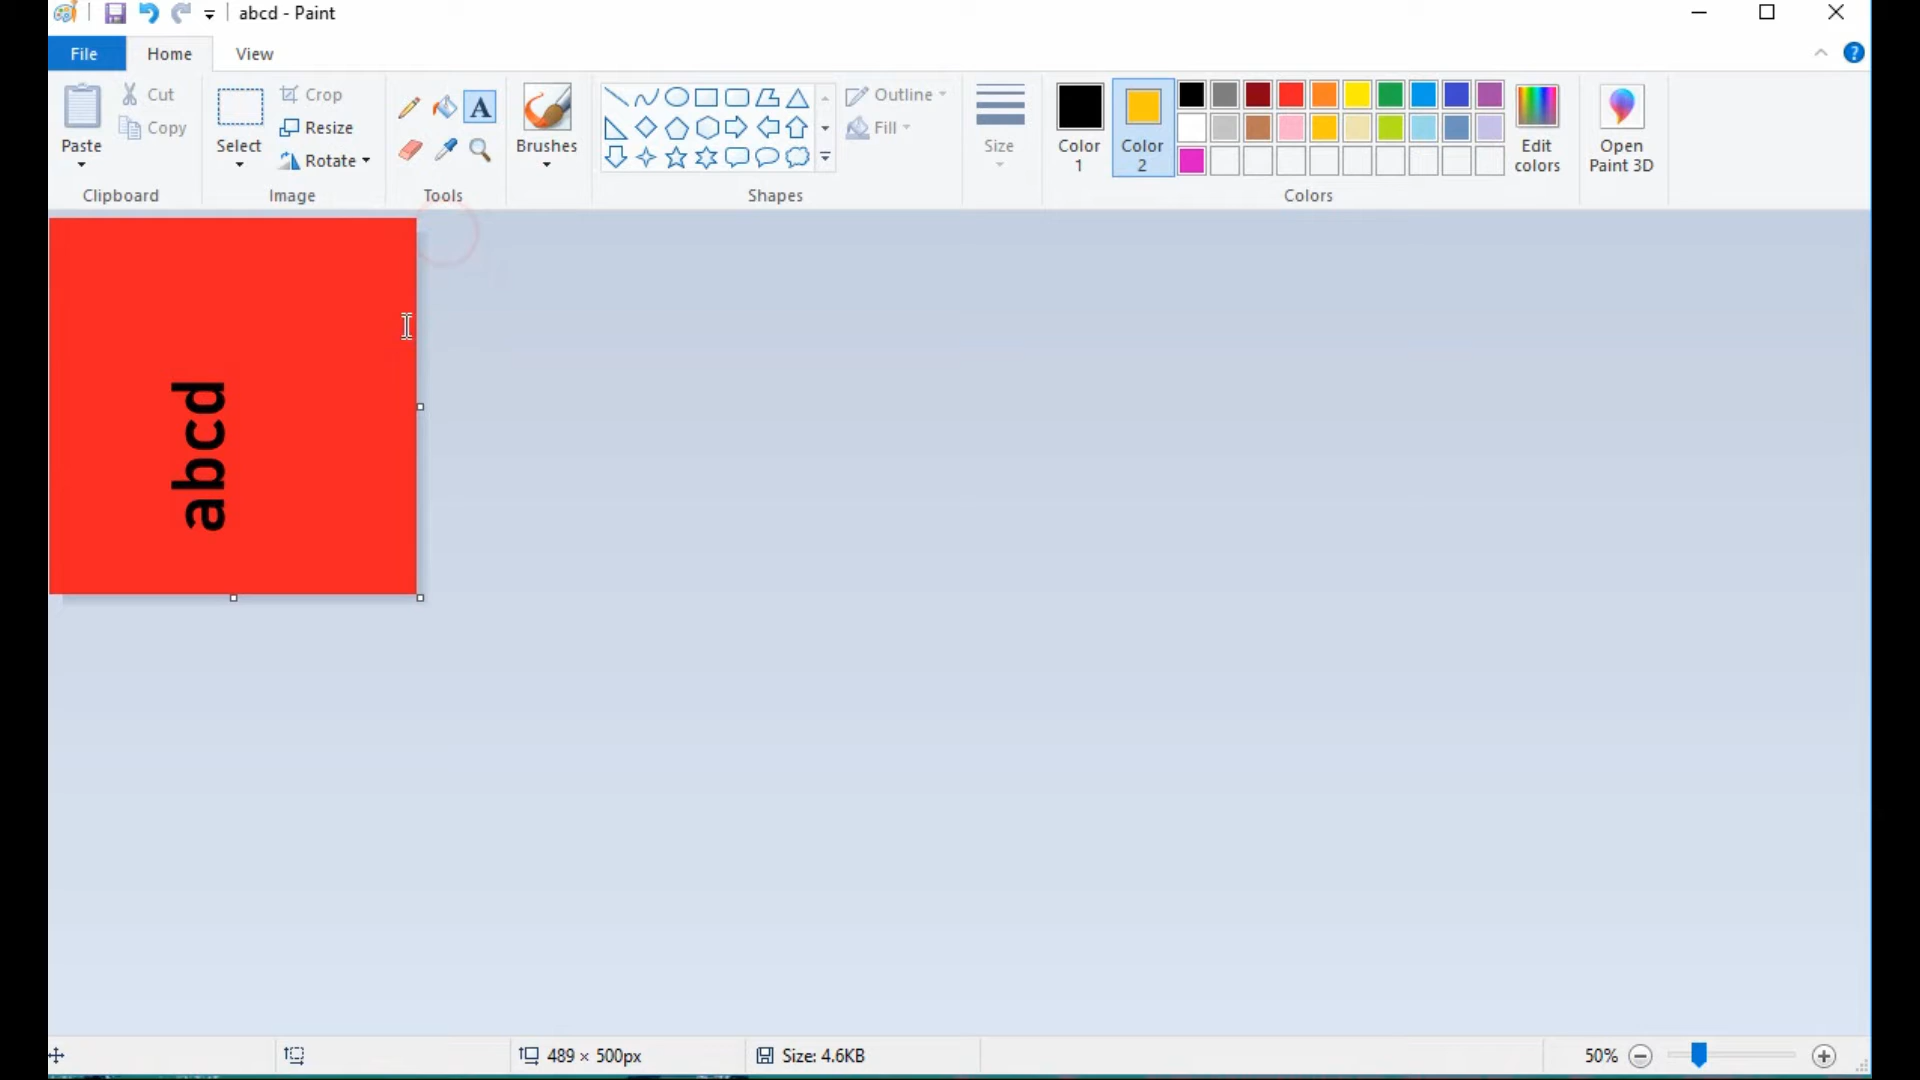 abcd - Paint
File Home View
Paste
Cut
Copy
Clipboard
Select
Crop
Resize
Rotate
Image
A
Tools
Brushes
Shapes
Outline
Fill
Size
Color 1
Color 2
Edit colors
Colors
Open Paint 3D
?
abcd
489 × 500px
Size: 4.6KB
50%